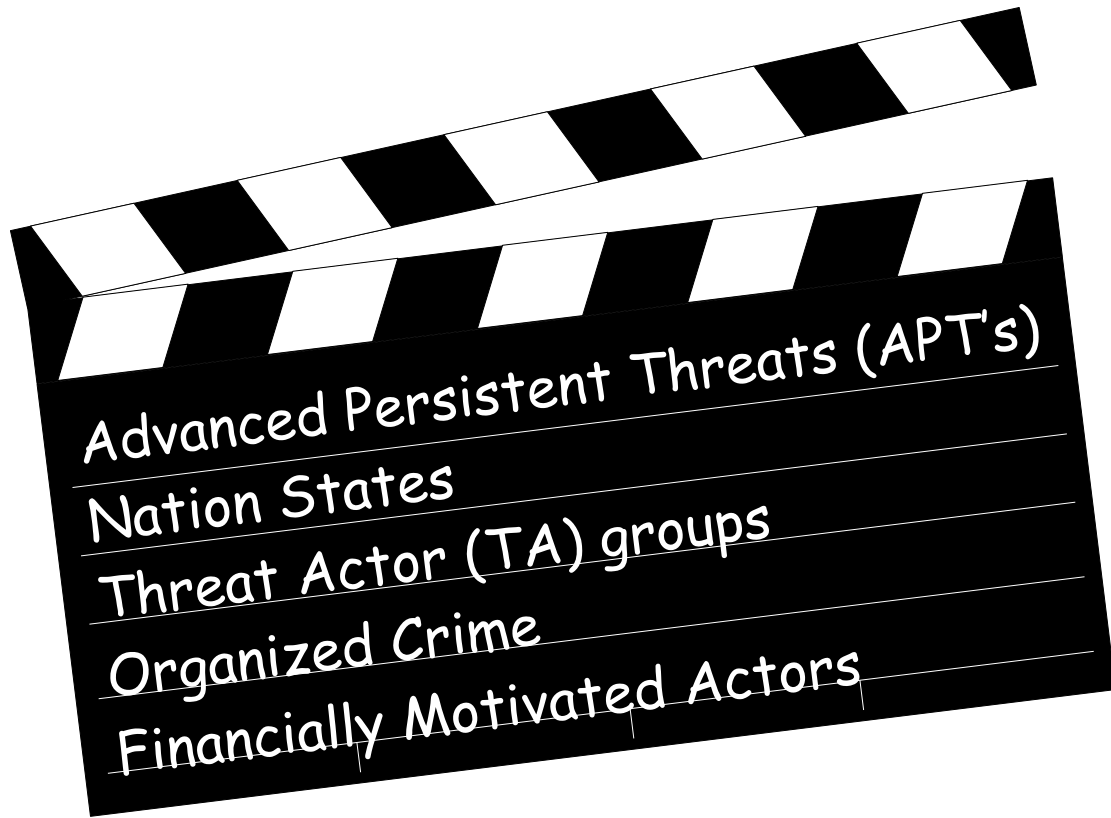 Advanced Persistent Threats (APT's)
Nation States
Threat Actor (TA) groups
Organized Crime
Financially Motivated Actors